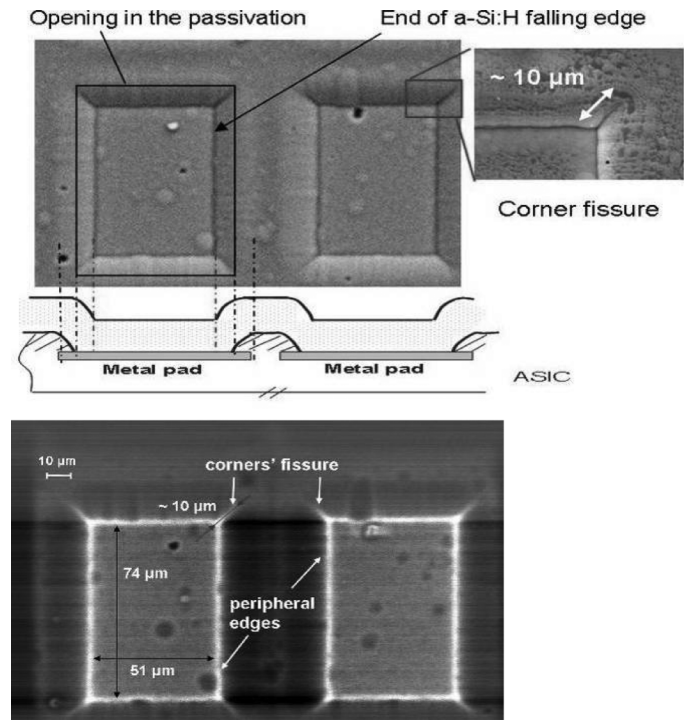 Opening in the passivation
End of a-Si:H falling edge
~ 10 µm
Corner fissure
Metal pad
Metal pad
ASIC
10 µm
corners' fissure
~ 10 µm
74 µm
peripheral
edges
51 µm